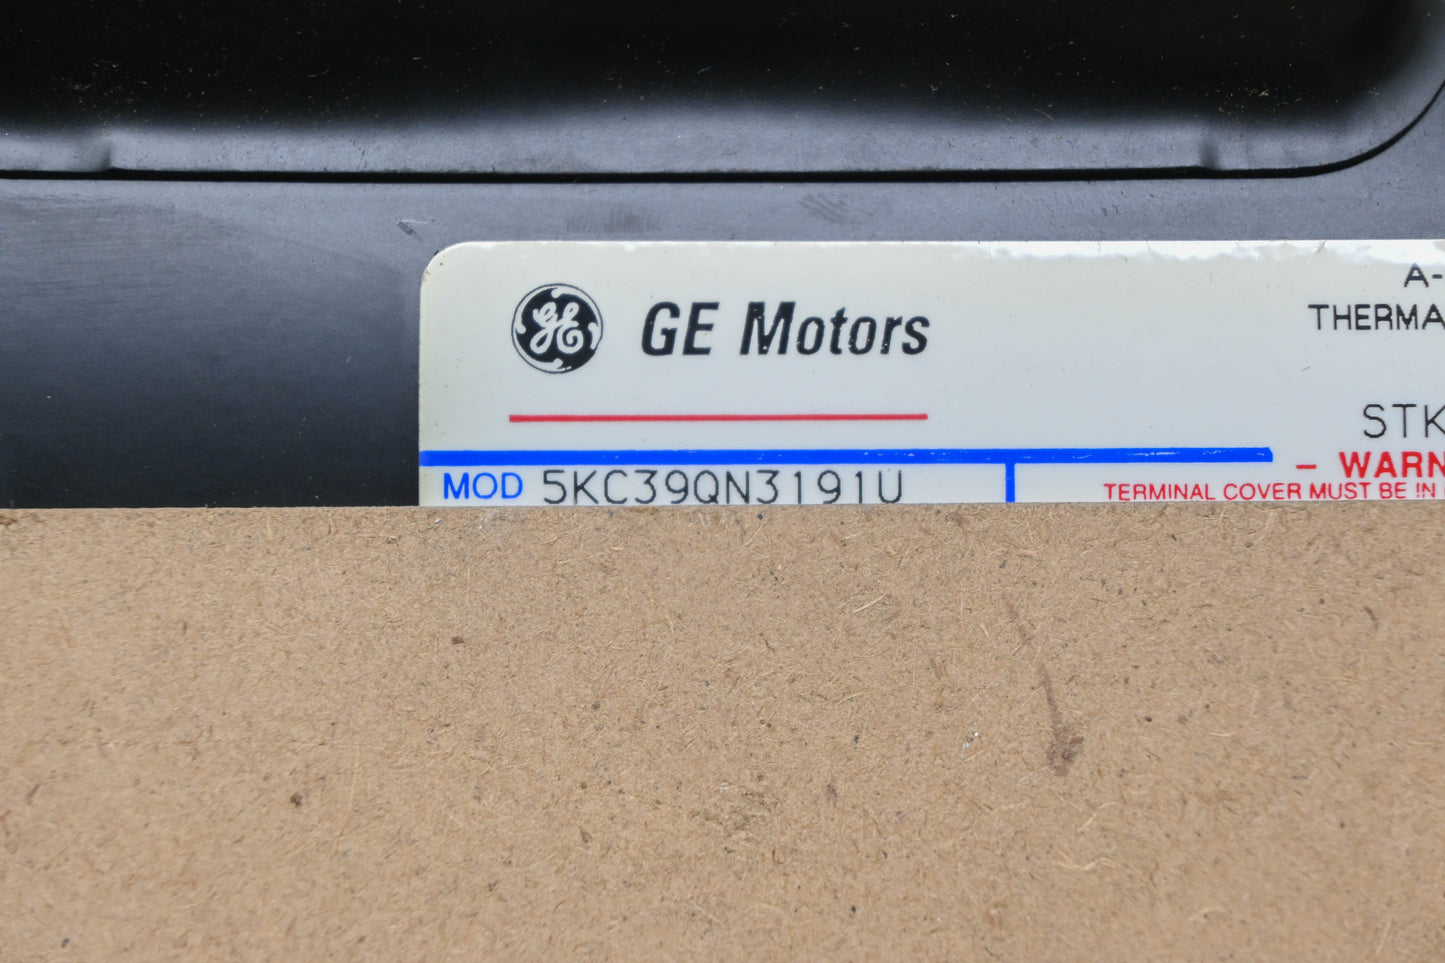 GE Motors
A-
THERMA
STK
- WARN
MOD 5KC39QN3191U
TERMINAL COVER MUST BE IN